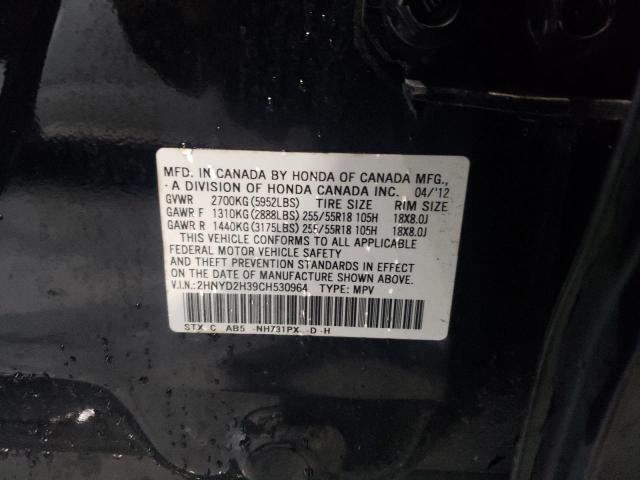 MFD. IN CANADA BY HONDA OF CANADA MFG.,
A DIVISION OF HONDA CANADA INC. 04/'12
GVWR 2700KG(5952LBS) TIRE SIZE RIM SIZE
GAWR F 1310KG(2888LBS) 255/55R18 105H 18X8.0J
GAWR R 1440KG(3175LBS) 255/55R18 105H 18X8.0J
THIS VEHICLE CONFORMS TO ALL APPLICABLE
FEDERAL MOTOR VEHICLE SAFETY
AND THEFT PREVENTION STANDARDS IN EFFECT
ON THE DATE OF MANUFACTURE SHOWN ABOVE.
V.I.N.:2HNYD2H39CH530964 TYPE: MPV
STX C AB5 -NH731PX -D-H